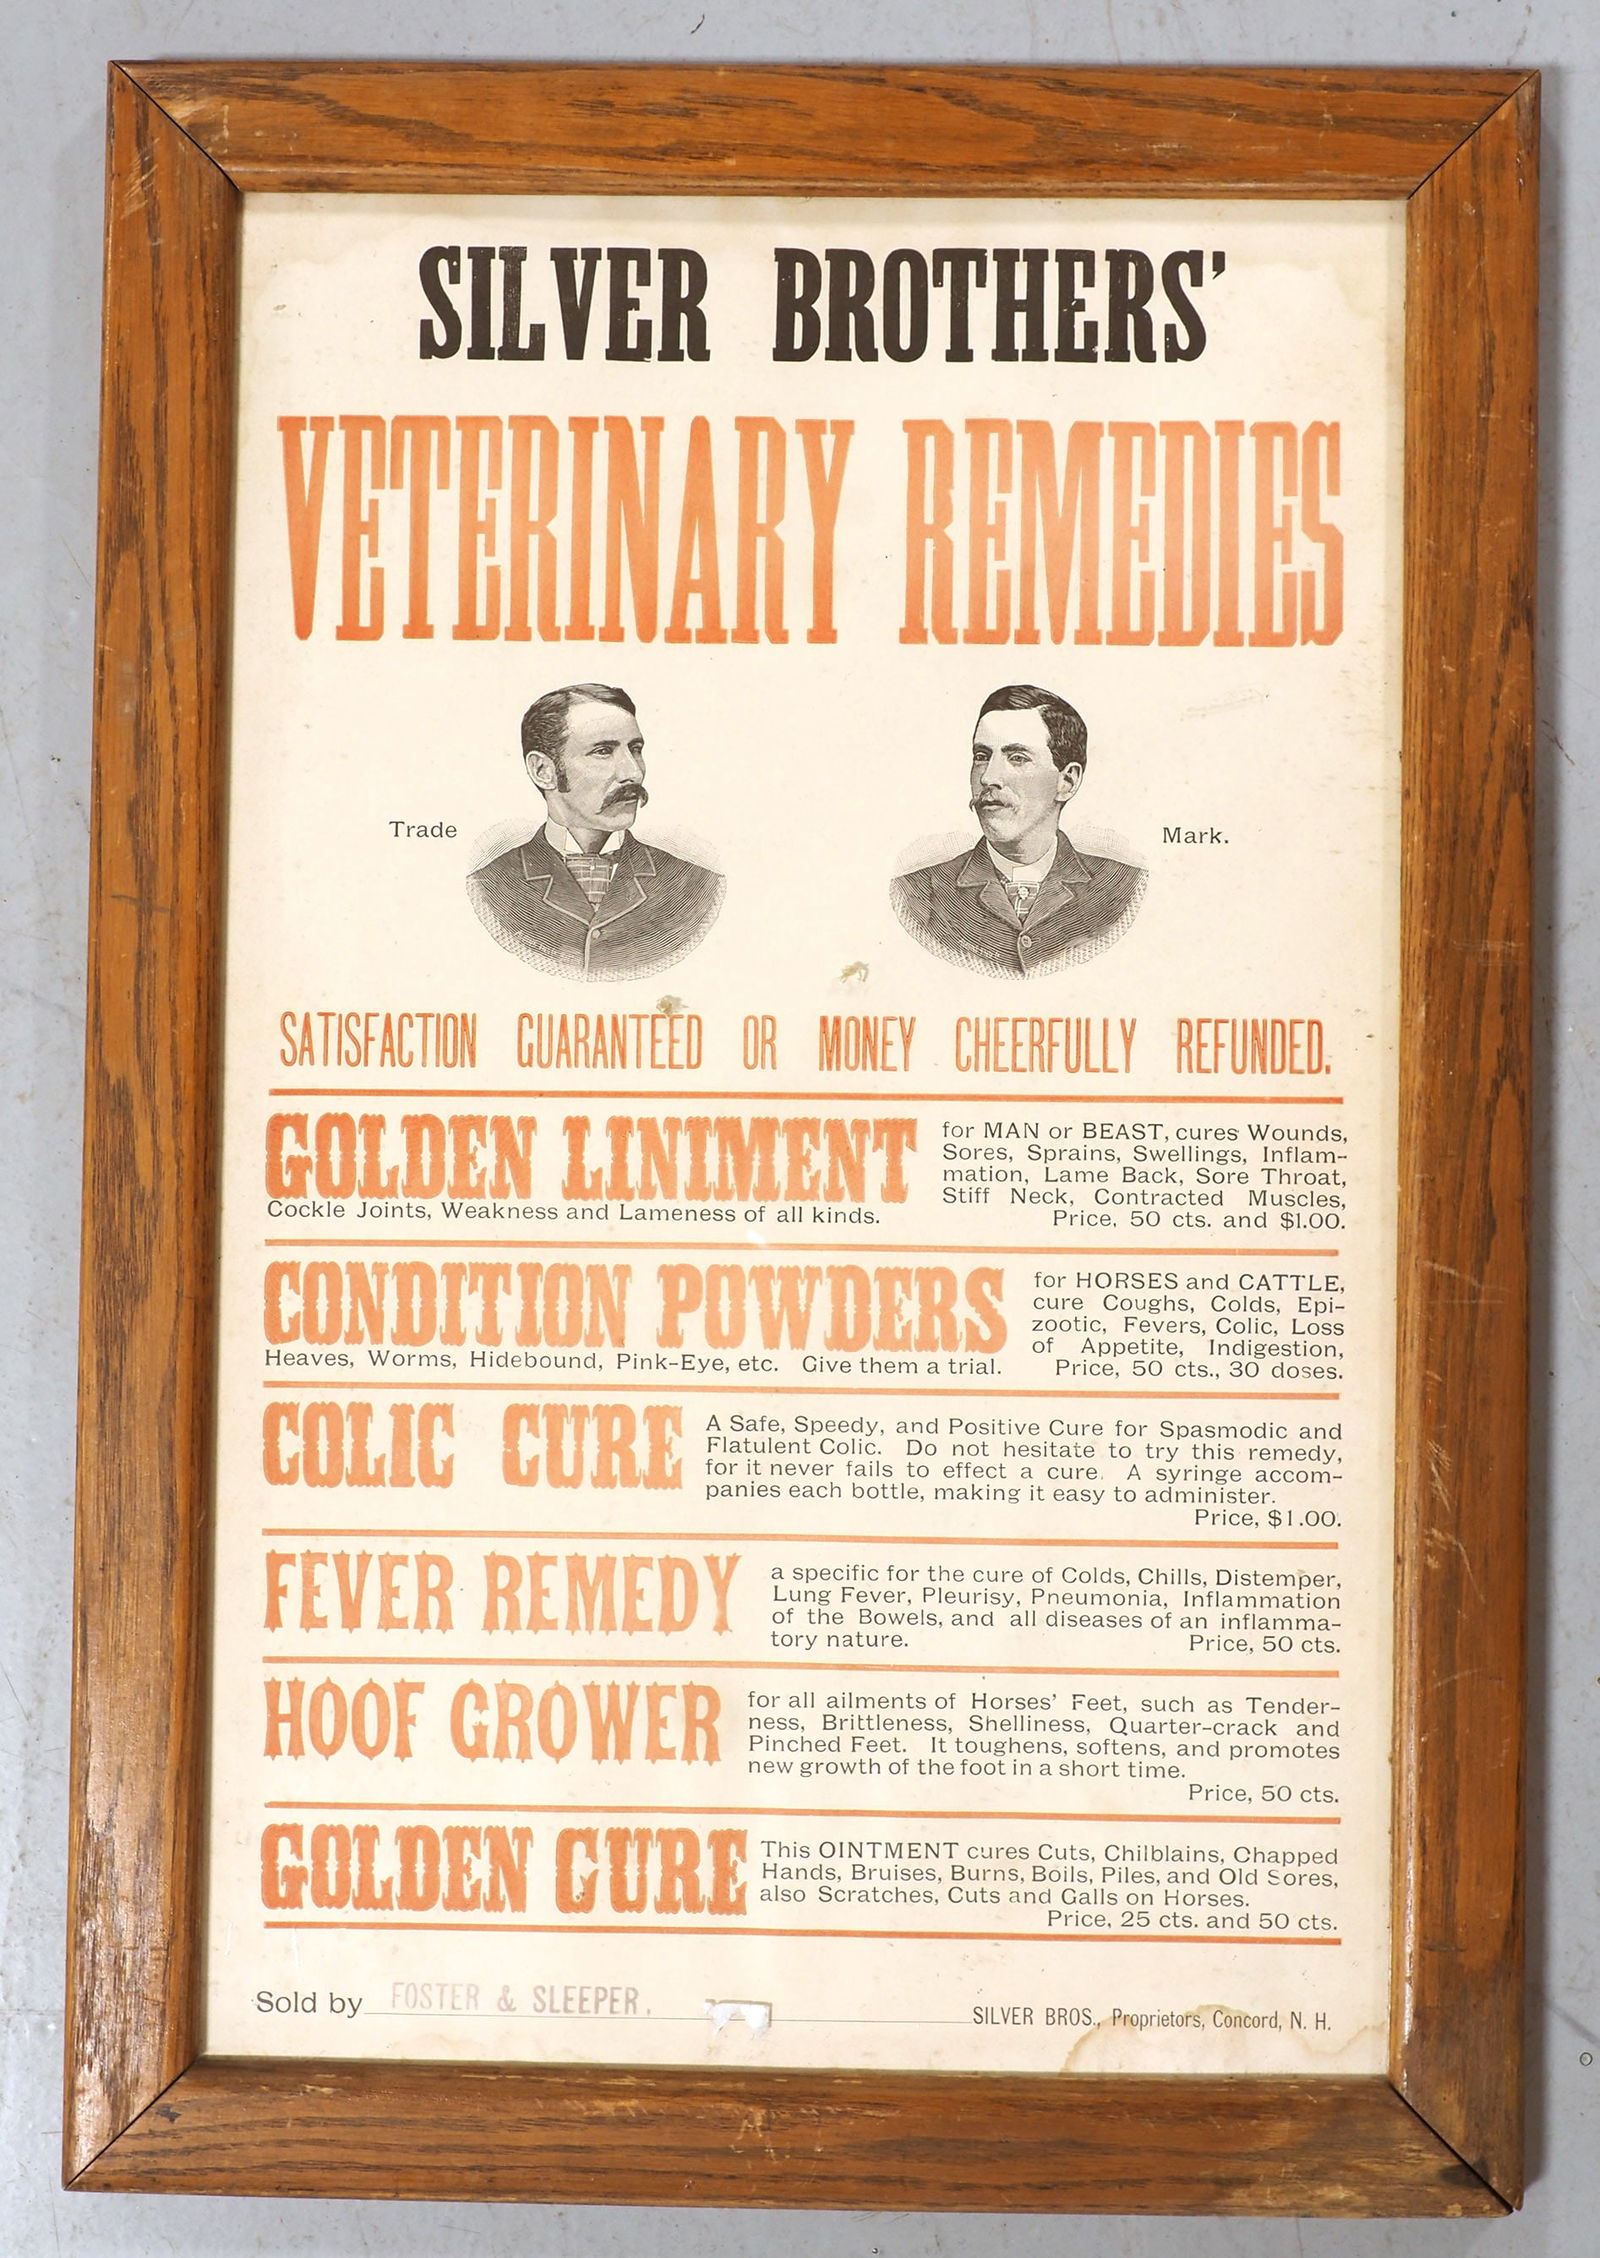 SILVER BROTHERS'
VETERINARY REMEDIES
Trade
Mark.
SATISFACTION GUARANTEED OR MONEY CHEERFULLY REFUNDED.
GOLDEN LINIMENT
for MAN or BEAST, cures Wounds,
Sores, Sprains, Swellings, Inflam-
mation, Lame Back, Sore Throat,
Stiff Neck, Contracted Muscles,
Cockle Joints, Weakness and Lameness of all kinds.
Price, 50 cts. and $1.00.
CONDITION POWDERS
for HORSES and CATTLE,
cure Coughs, Colds, Epi-
zootic, Fevers, Colic, Loss
of Appetite, Indigestion,
Heaves, Worms, Hidebound, Pink-Eye, etc. Give them a trial.
Price, 50 cts., 30 doses.
COLIC CURE
A Safe, Speedy, and Positive Cure for Spasmodic and
Flatulent Colic. Do not hesitate to try this remedy,
for it never fails to effect a cure. A syringe accom-
panies each bottle, making it easy to administer.
Price, $1.00.
FEVER REMEDY
a specific for the cure of Colds, Chills, Distemper,
Lung Fever, Pleurisy, Pneumonia, Inflammation
of the Bowels, and all diseases of an inflamma-
tory nature. Price, 50 cts.
HOOF GROWER
for all ailments of Horses' Feet, such as Tender-
ness, Brittleness, Shelliness, Quarter-crack and
Pinched Feet. It toughens, softens, and promotes
new growth of the foot in a short time.
Price, 50 cts.
GOLDEN CURE
This OINTMENT cures Cuts, Chilblains, Chapped
Hands, Bruises, Burns, Boils, Piles, and Old Sores,
also Scratches, Cuts and Galls on Horses.
Price, 25 cts. and 50 cts.
Sold by FOSTER & SLEEPER.
SILVER BROS., Proprietors, Concord, N. H.